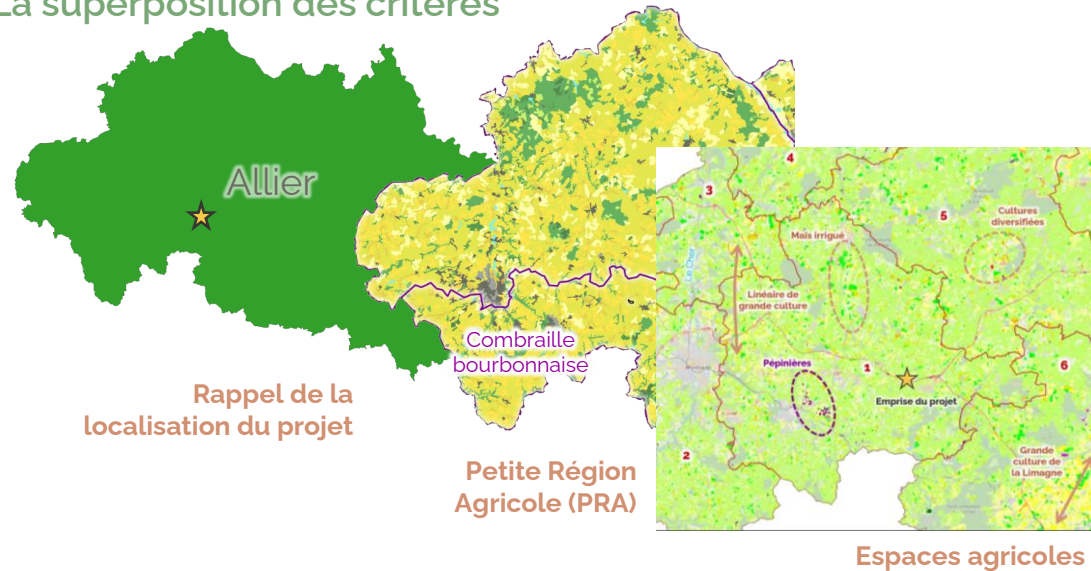 La superposition des critères
Allier
Rappel de la
localisation du projet
Combraille
bourbonnaise
Petite Région
Agricole (PRA)
4
3
5
Cultures
diversifiées
Maïs irrigué
Le Cher
Linéaire de
grande culture
Pépinières
1
6
Emprise du projet
2
Grande
culture de
la Limagne
Espaces agricoles